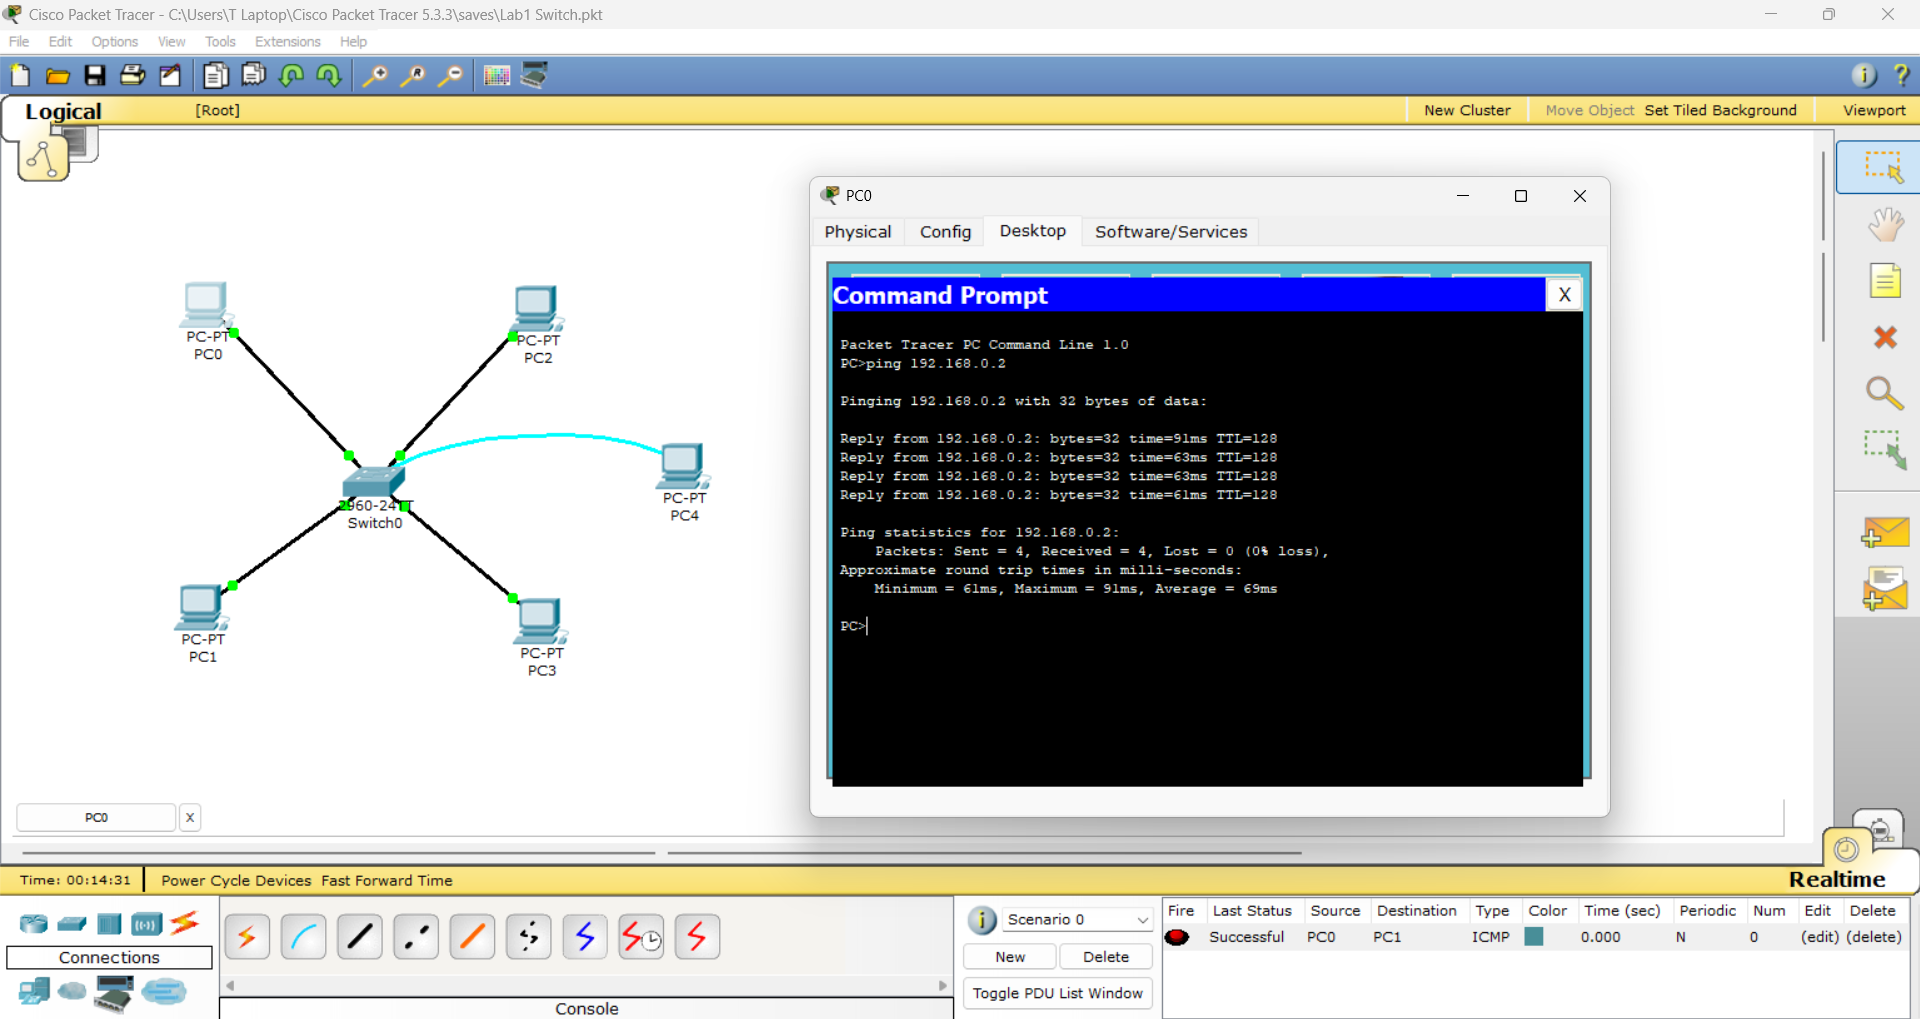 Cisco Packet Tracer - C:\Users\T Laptop\Cisco Packet Tracer 5.3.3\saves\Lab1 Switch.pkt
File Edit Options View Tools Extensions Help
Logical [Root] New Cluster Move Object Set Tiled Background Viewport
PC-PT
PC0
PC-PT
PC2
PC-PT
PC4
2960-24TT
Switch0
PC-PT
PC1
PC-PT
PC3
PC0
Physical Config Desktop Software/Services
Command Prompt X
Packet Tracer PC Command Line 1.0
PC>ping 192.168.0.2
Pinging 192.168.0.2 with 32 bytes of data:
Reply from 192.168.0.2: bytes=32 time=91ms TTL=128
Reply from 192.168.0.2: bytes=32 time=63ms TTL=128
Reply from 192.168.0.2: bytes=32 time=63ms TTL=128
Reply from 192.168.0.2: bytes=32 time=61ms TTL=128
Ping statistics for 192.168.0.2:
Packets: Sent = 4, Received = 4, Lost = 0 (0% loss),
Approximate round trip times in milli-seconds:
Minimum = 61ms, Maximum = 91ms, Average = 69ms
PC>
PC0 X
Time: 00:14:31 Power Cycle Devices Fast Forward Time Realtime
Connections
Console
Scenario 0
New Delete
Toggle PDU List Window
Fire Last Status Source Destination Type Color Time (sec) Periodic Num Edit Delete
Successful PC0 PC1 ICMP 0.000 N 0 (edit) (delete)